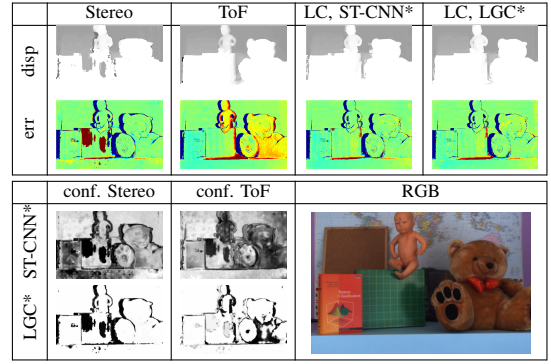 Stereo ToF LC, ST-CNN* LC, LGC*
disp
err
conf. Stereo conf. ToF RGB
ST-CNN*
LGC*